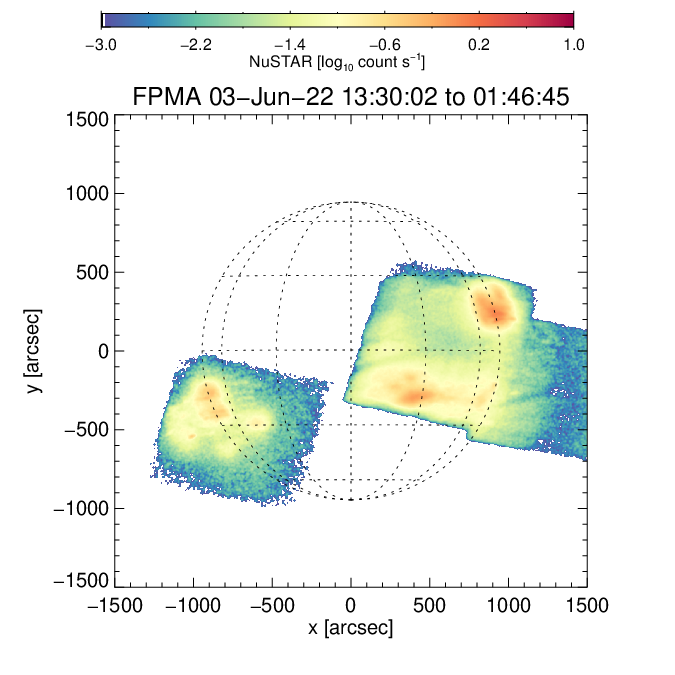 −3.0 −2.2 −1.4 −0.6 0.2 1.0
NuSTAR [log₁₀ count s⁻¹]
FPMA 03−Jun−22 13:30:02 to 01:46:45
1500
1000
500
0
−500
−1000
−1500
y [arcsec]
−1500 −1000 −500 0 500 1000 1500
x [arcsec]